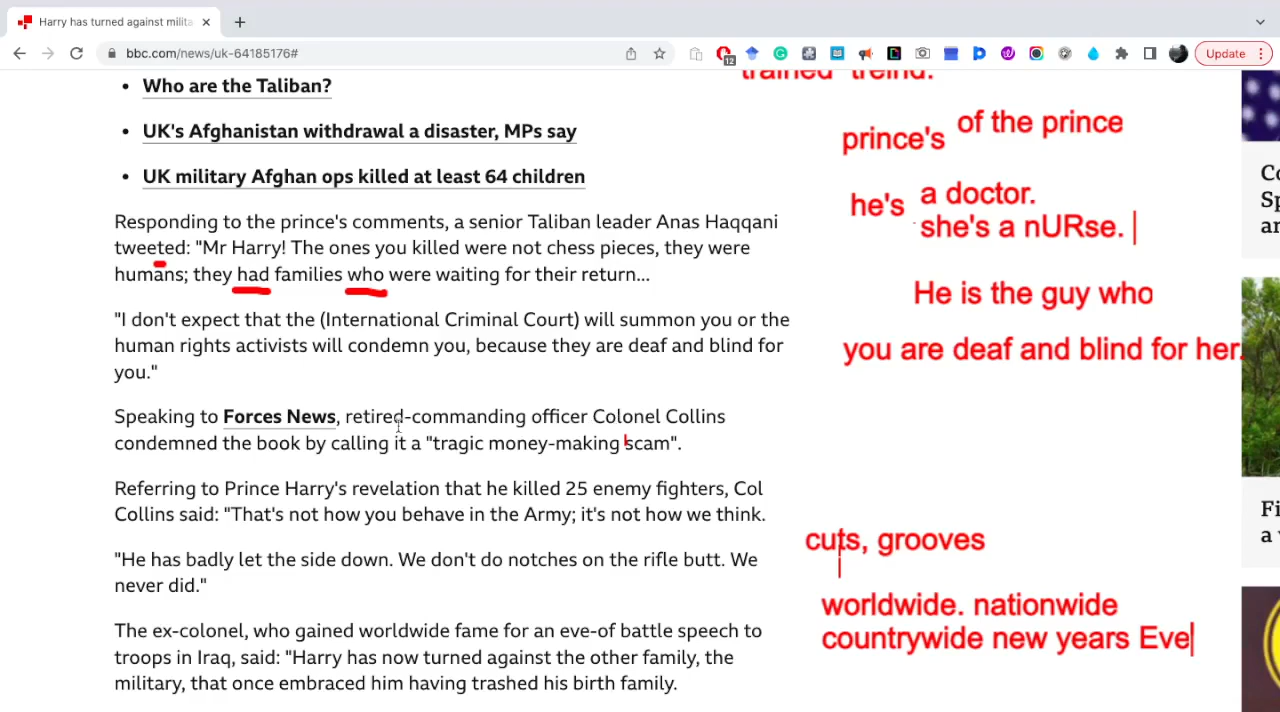 Harry has turned against milita
bbc.com/news/uk-64185176#
12
Update
Who are the Taliban?
UK's Afghanistan withdrawal a disaster, MPs say
UK military Afghan ops killed at least 64 children
Responding to the prince's comments, a senior Taliban leader Anas Haqqani
tweeted: "Mr Harry! The ones you killed were not chess pieces, they were
humans; they had families who were waiting for their return...
"I don't expect that the (International Criminal Court) will summon you or the
human rights activists will condemn you, because they are deaf and blind for
you."
Speaking to Forces News, retired-commanding officer Colonel Collins
condemned the book by calling it a "tragic money-making scam".
Referring to Prince Harry's revelation that he killed 25 enemy fighters, Col
Collins said: "That's not how you behave in the Army; it's not how we think.
"He has badly let the side down. We don't do notches on the rifle butt. We
never did."
The ex-colonel, who gained worldwide fame for an eve-of battle speech to
troops in Iraq, said: "Harry has now turned against the other family, the
military, that once embraced him having trashed his birth family.
trained treind.
prince's of the prince
he's a doctor.
she's a nURse.
He is the guy who
you are deaf and blind for her.
cuts, grooves
worldwide. nationwide
countrywide new years Eve
Co
Sp
an
Fi
a